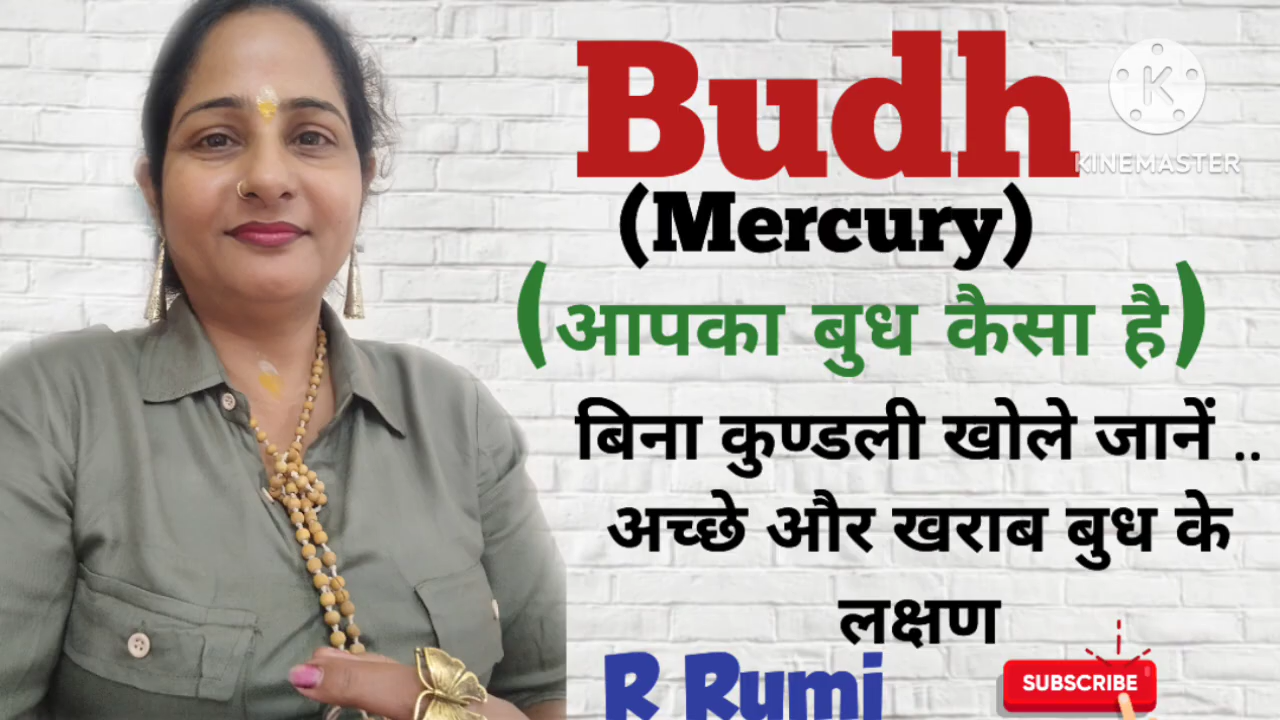 Budh
K
KINEMASTER
(Mercury)
(आपका बुध कैसा है)
बिना कुण्डली खोले जानें ..
अच्छे और खराब बुध के
लक्षण
R Rumi
SUBSCRIBE